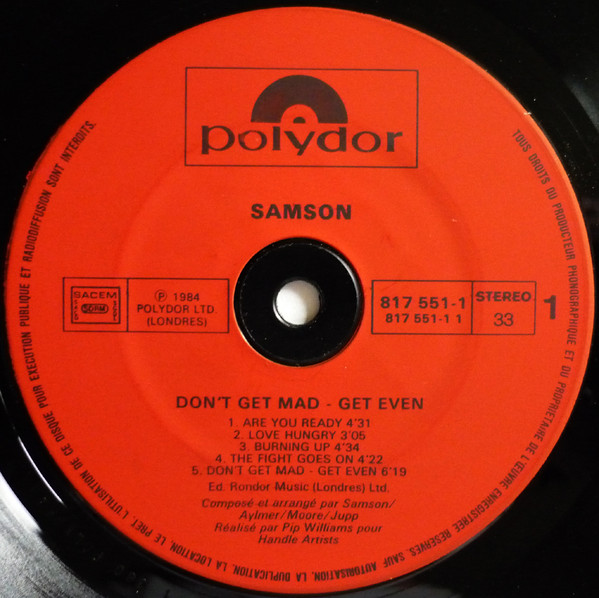 polydor
SAMSON
SACEM
SDRM
Ⓟ 1984
POLYDOR LTD.
(LONDRES)
817 551-1
817 551-1 1
STEREO
33
1
DON'T GET MAD - GET EVEN
1. ARE YOU READY 4'31
2. LOVE HUNGRY 3'05
3. BURNING UP 4'34
4. THE FIGHT GOES ON 4'22
5. DON'T GET MAD - GET EVEN 6'19
Ed. Rondor Music (Londres) Ltd.
Composé et arrangé par Samson/
Aylmer/Moore/Jupp
Réalisé par Pip Williams pour
Handle Artists
TOUS DROITS DU PRODUCTEUR PHONOGRAPHIQUE ET DU PROPRIETAIRE DE L'ŒUVRE ENREGISTREE RESERVES. SAUF AUTORISATION, LA DUPLICATION, LA LOCATION, LE PRET, L'UTILISATION DE CE DISQUE POUR EXECUTION PUBLIQUE ET RADIODIFFUSION SONT INTERDITS.